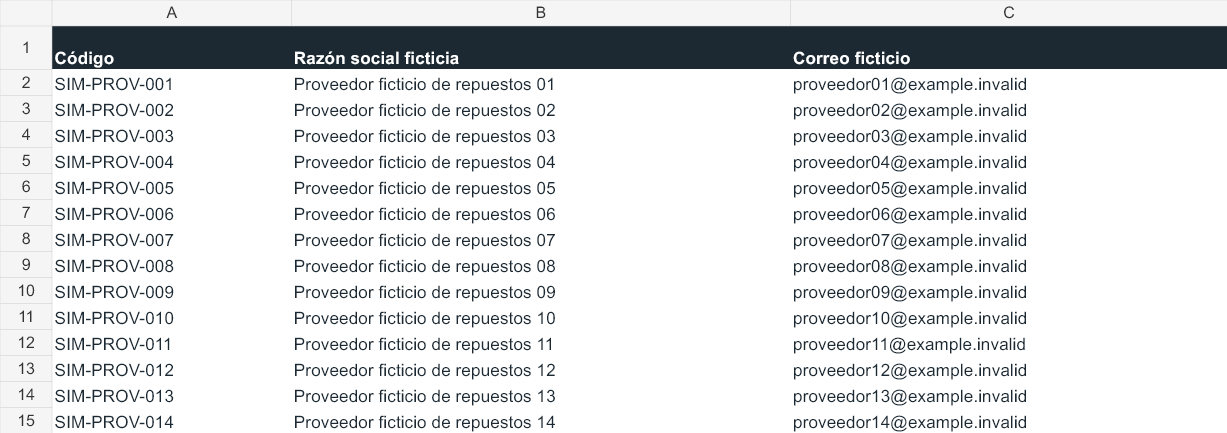 A B C
1 Código Razón social ficticia Correo ficticio
2 SIM-PROV-001 Proveedor ficticio de repuestos 01 proveedor01@example.invalid
3 SIM-PROV-002 Proveedor ficticio de repuestos 02 proveedor02@example.invalid
4 SIM-PROV-003 Proveedor ficticio de repuestos 03 proveedor03@example.invalid
5 SIM-PROV-004 Proveedor ficticio de repuestos 04 proveedor04@example.invalid
6 SIM-PROV-005 Proveedor ficticio de repuestos 05 proveedor05@example.invalid
7 SIM-PROV-006 Proveedor ficticio de repuestos 06 proveedor06@example.invalid
8 SIM-PROV-007 Proveedor ficticio de repuestos 07 proveedor07@example.invalid
9 SIM-PROV-008 Proveedor ficticio de repuestos 08 proveedor08@example.invalid
10 SIM-PROV-009 Proveedor ficticio de repuestos 09 proveedor09@example.invalid
11 SIM-PROV-010 Proveedor ficticio de repuestos 10 proveedor10@example.invalid
12 SIM-PROV-011 Proveedor ficticio de repuestos 11 proveedor11@example.invalid
13 SIM-PROV-012 Proveedor ficticio de repuestos 12 proveedor12@example.invalid
14 SIM-PROV-013 Proveedor ficticio de repuestos 13 proveedor13@example.invalid
15 SIM-PROV-014 Proveedor ficticio de repuestos 14 proveedor14@example.invalid